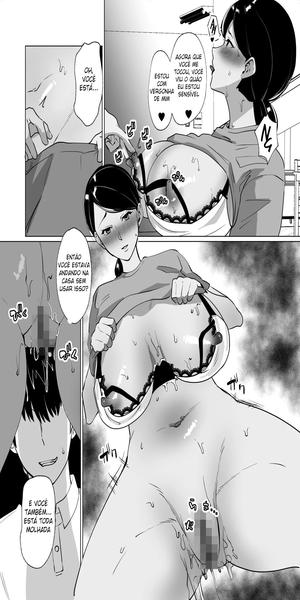 AGORA QUE
VOCÊ ME
TOCOU, VOCÊ
VIU O QUÃO
EU ESTOU
SENSÍVEL
ESTOU
COM
VERGONHA
DE MIM
OH,
VOCÊ
ESTÁ...
ENTÃO
VOCÊ ESTAVA
ANDANDO NA
CASA SEM
USAR ISSO?
E VOCÊ
TAMBÉM...
ESTÁ TODA
MOLHADA